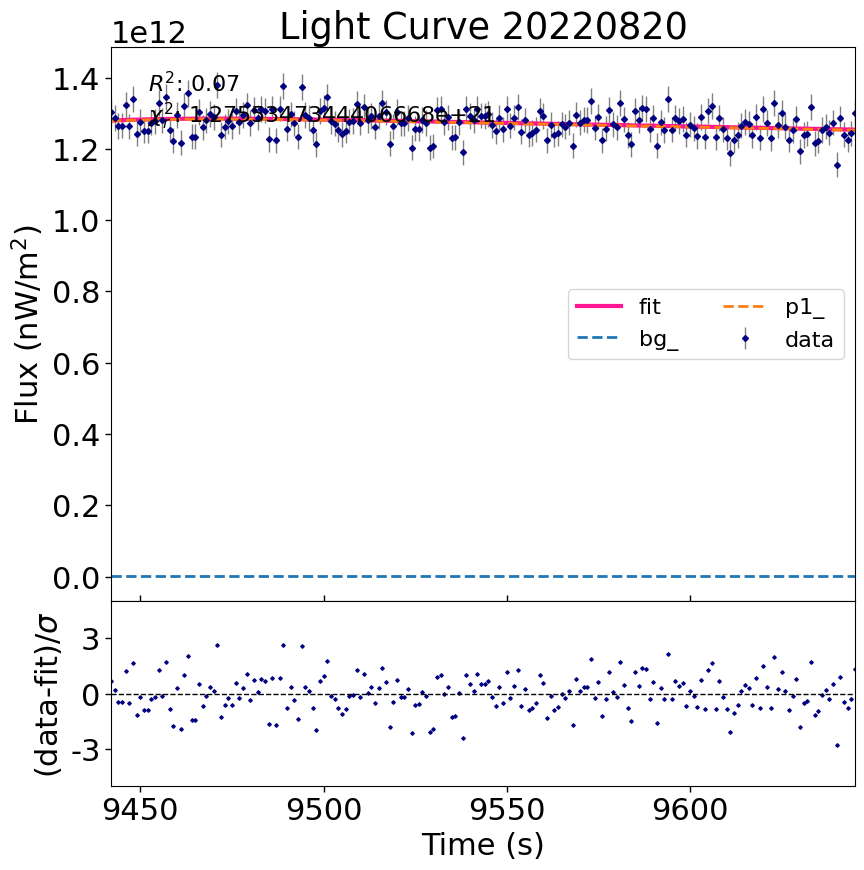 Light Curve 20220820
1e12
R²: 0.07
1.4
1.2
1.0
0.8
0.6
0.4
0.2
0.0
Flux (nW/m²)
fit
bg_
p1_
data
3
0
-3
(data-fit)/σ
9450
9500
9550
9600
Time (s)